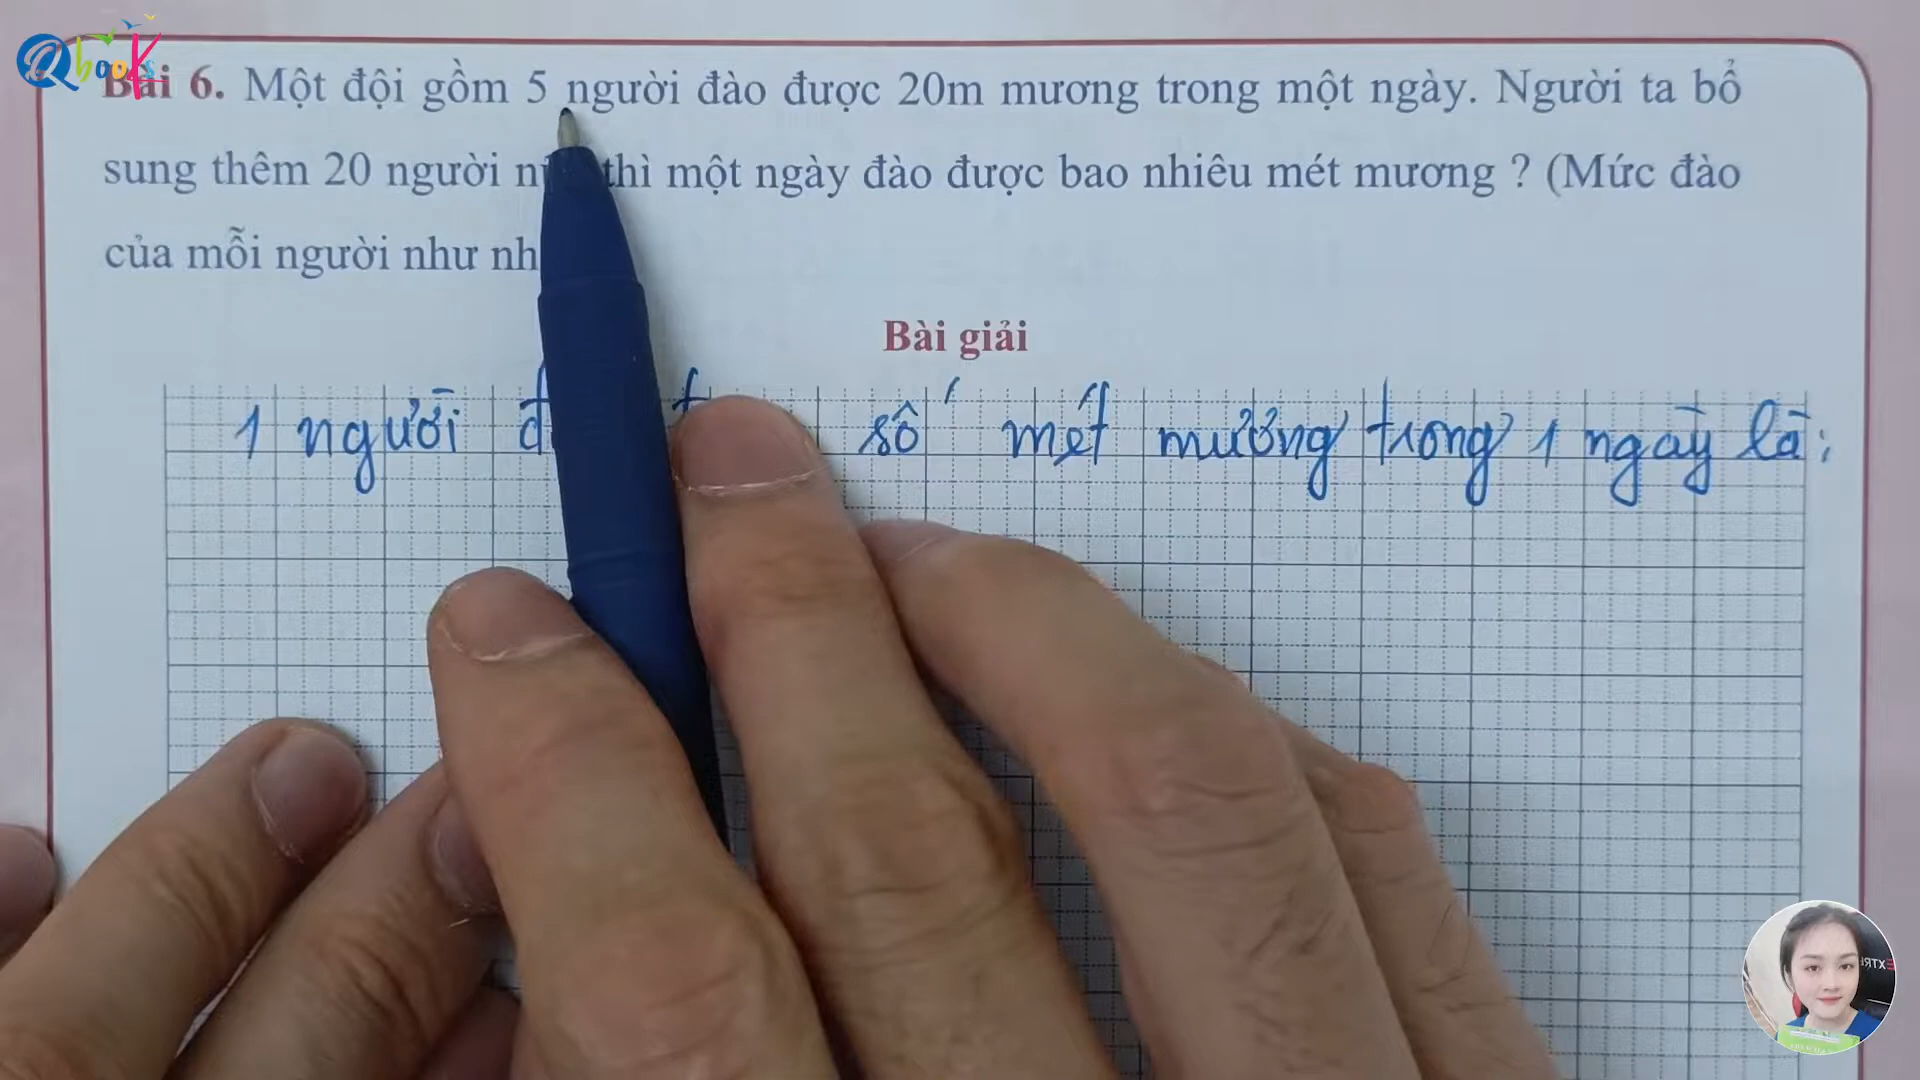 Qbooks
Bài 6. Một đội gồm 5 người đào được 20m mương trong một ngày. Người ta bổ
sung thêm 20 người thì một ngày đào được bao nhiêu mét mương ? (Mức đào
của mỗi người như
Bài giải
1 người số mét mương trong 1 ngày là: